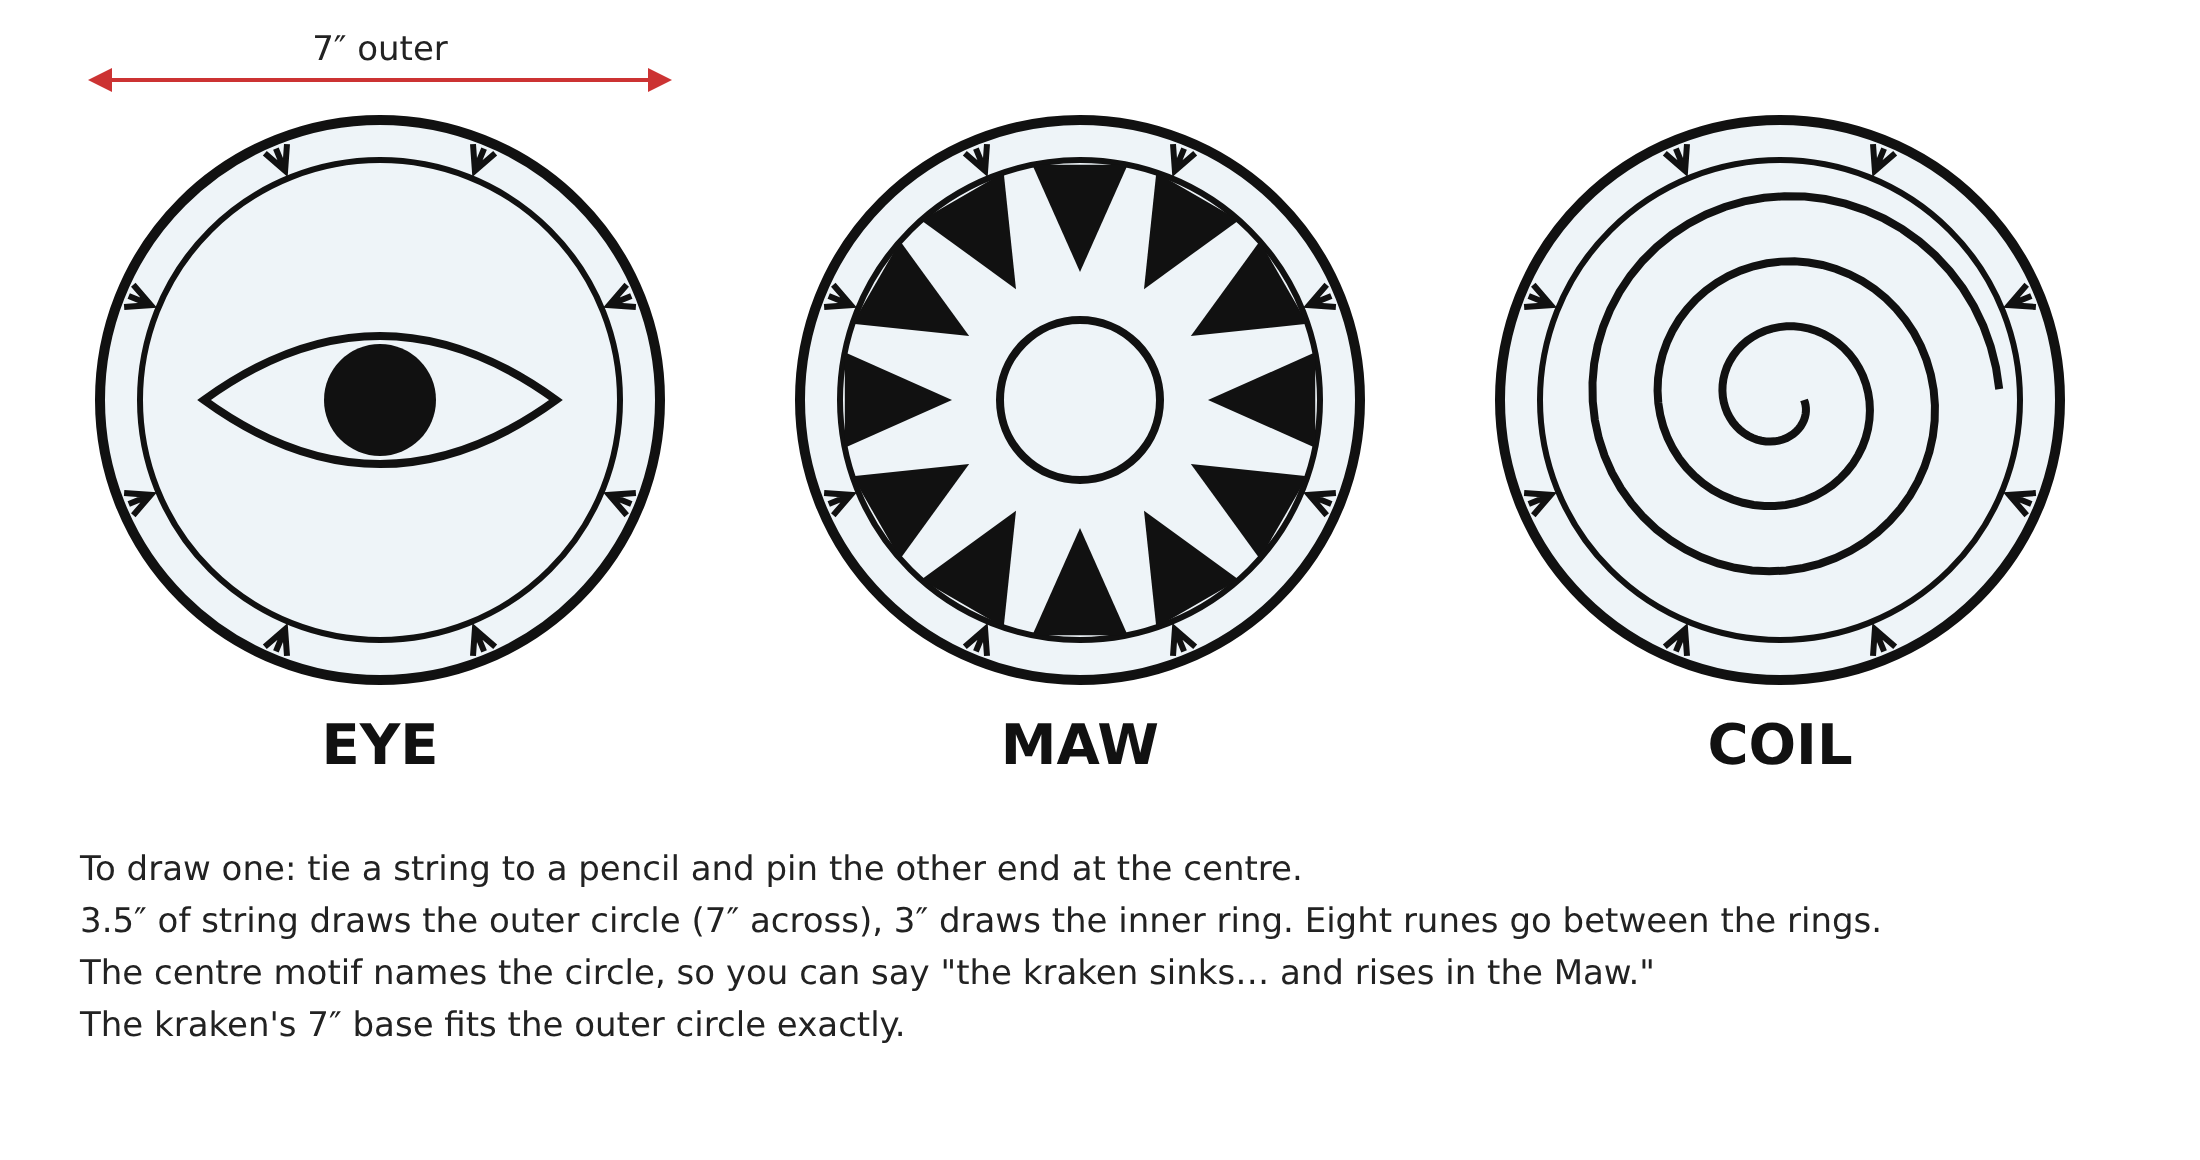 7″ outer
EYE
MAW
COIL
To draw one: tie a string to a pencil and pin the other end at the centre.
3.5″ of string draws the outer circle (7″ across), 3″ draws the inner ring. Eight runes go between the rings.
The centre motif names the circle, so you can say "the kraken sinks… and rises in the Maw."
The kraken's 7″ base fits the outer circle exactly.